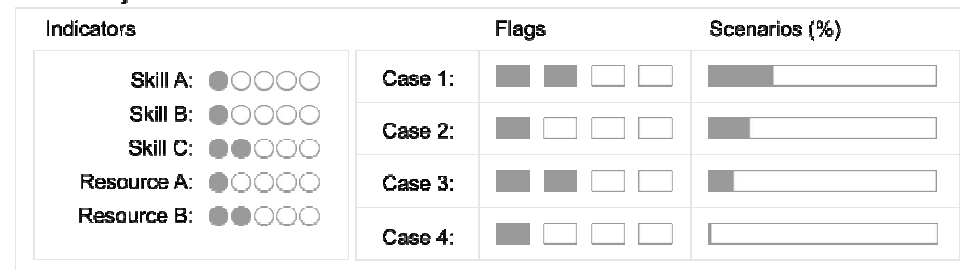 Indicators
Flags
Scenarios (%)
Skill A:
Skill B:
Skill C:
Resource A:
Resource B:
Case 1:
Case 2:
Case 3:
Case 4: